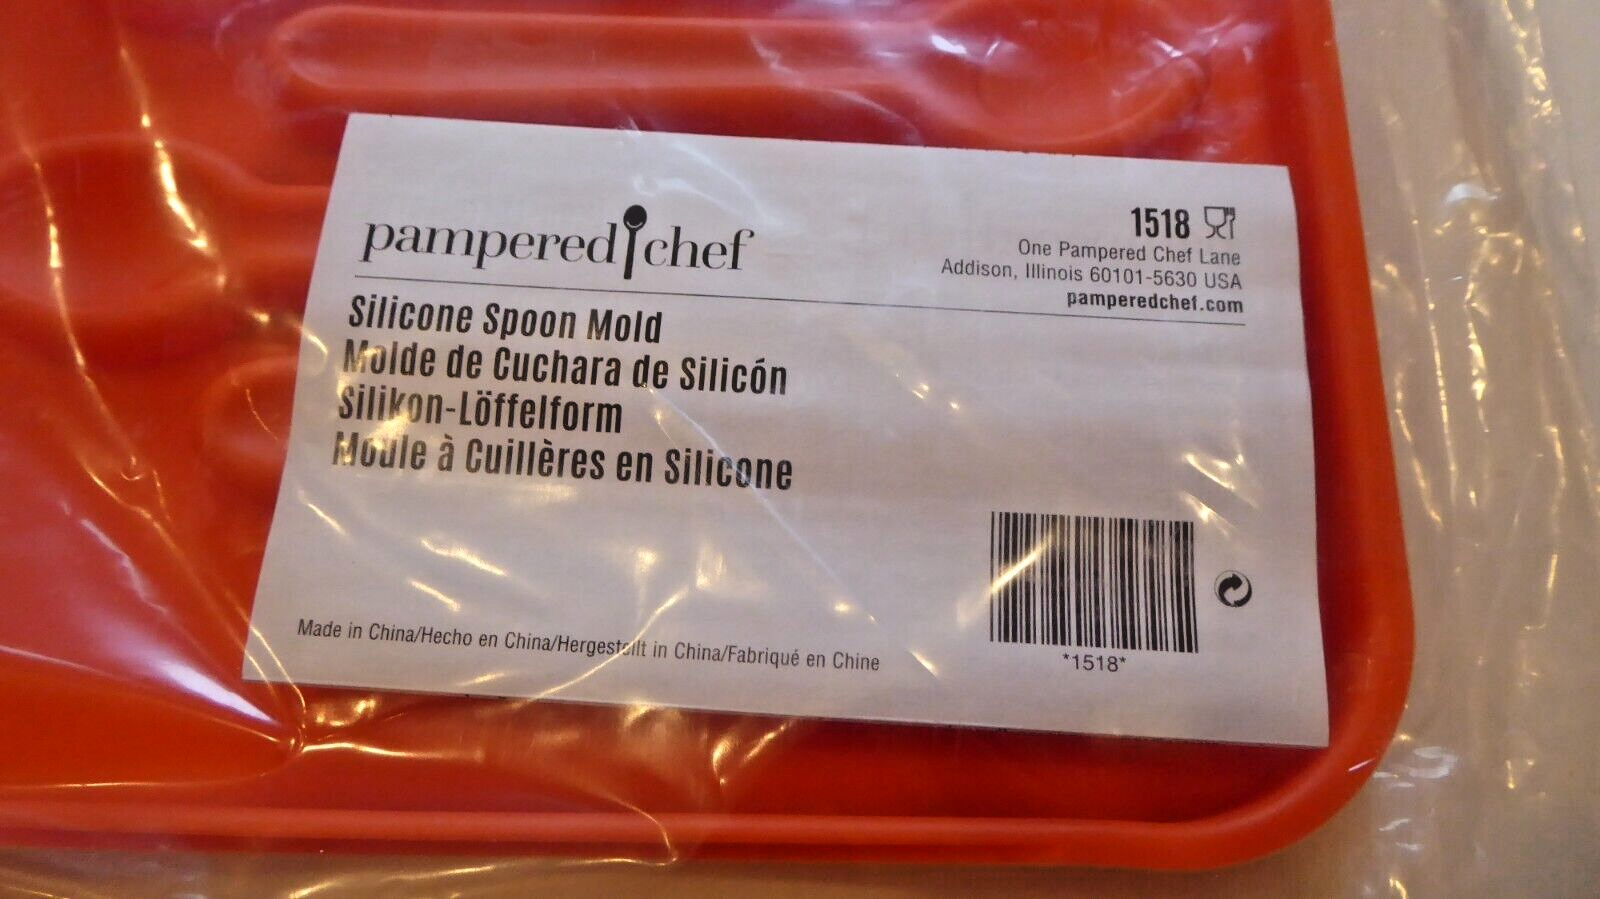 pampered chef
1518
One Pampered Chef Lane
Addison, Illinois 60101-5630 USA
pamperedchef.com
Silicone Spoon Mold
Molde de Cuchara de Silicón
Silikon-Löffelform
Moule à Cuillères en Silicone
Made in China/Hecho en China/Hergestellt in China/Fabriqué en Chine
*1518*